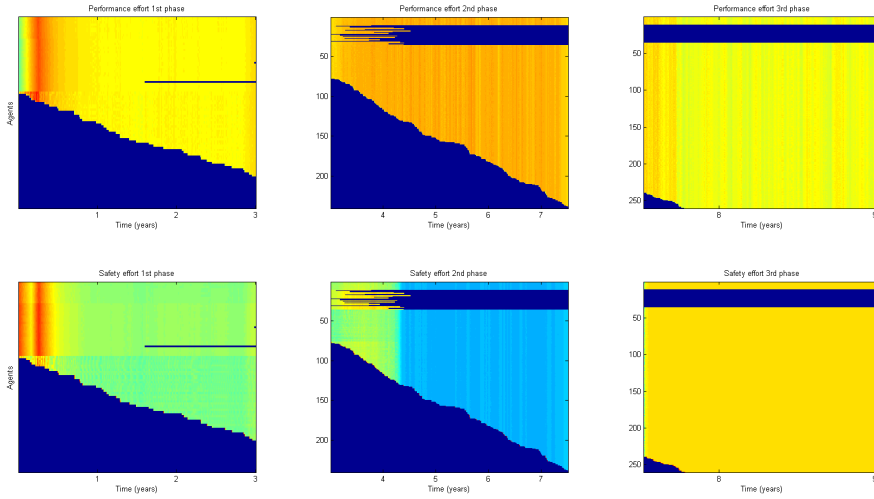 Performance effort 1st phase
Agents
1
2
3
Time (years)
Performance effort 2nd phase
50
100
150
200
4
5
6
7
Time (years)
Performance effort 3rd phase
50
100
150
200
250
8
9
Time (years)
Safety effort 1st phase
Agents
1
2
3
Time (years)
Safety effort 2nd phase
50
100
150
200
4
5
6
7
Time (years)
Safety effort 3rd phase
50
100
150
200
250
8
9
Time (years)